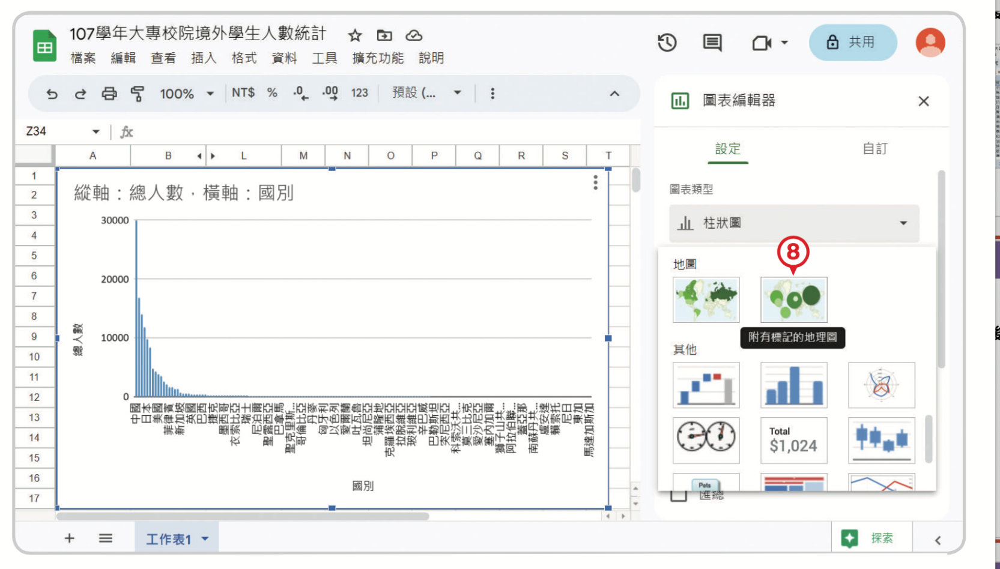 107學年大專校院境外學生人數統計
檔案 編輯 查看 插入 格式 資料 工具 擴充功能 說明
共用
100% NT$ % .0 .00 123 預設 (...
圖表編輯器
Z34 fx
設定 自訂
A B L M N O P Q R S T
1
2
3
4
5
6
7
8
9
10
11
12
13
14
15
16
17
縱軸：總人數，橫軸：國別
30000
20000
10000
0
總人數
中國
日本
美國
菲律賓
新加坡
英國
巴西
捷克
墨西哥
衣索比亞
瑞士
尼泊爾
聖露西亞
巴拿馬
聖克里斯...
哥倫比亞
丹麥
匈牙利
以色列
愛爾蘭
吐瓦魯
坦尚尼亞
蒲隆地
克羅埃西亞
拉脫維亞
玻利維亞
辛巴威
巴勒斯坦
突尼西亞
科索沃共...
莫三比克
愛沙尼亞
塞內加爾
獅子山共...
阿拉伯聯...
蓋亞那
南蘇丹共...
盧安達
賴索托
尼日
東加
馬達加斯加
國別
圖表類型
柱狀圖
8
地圖
附有標記的地理圖
其他
Total
$1,024
Pets
匯總
工作表1
探索